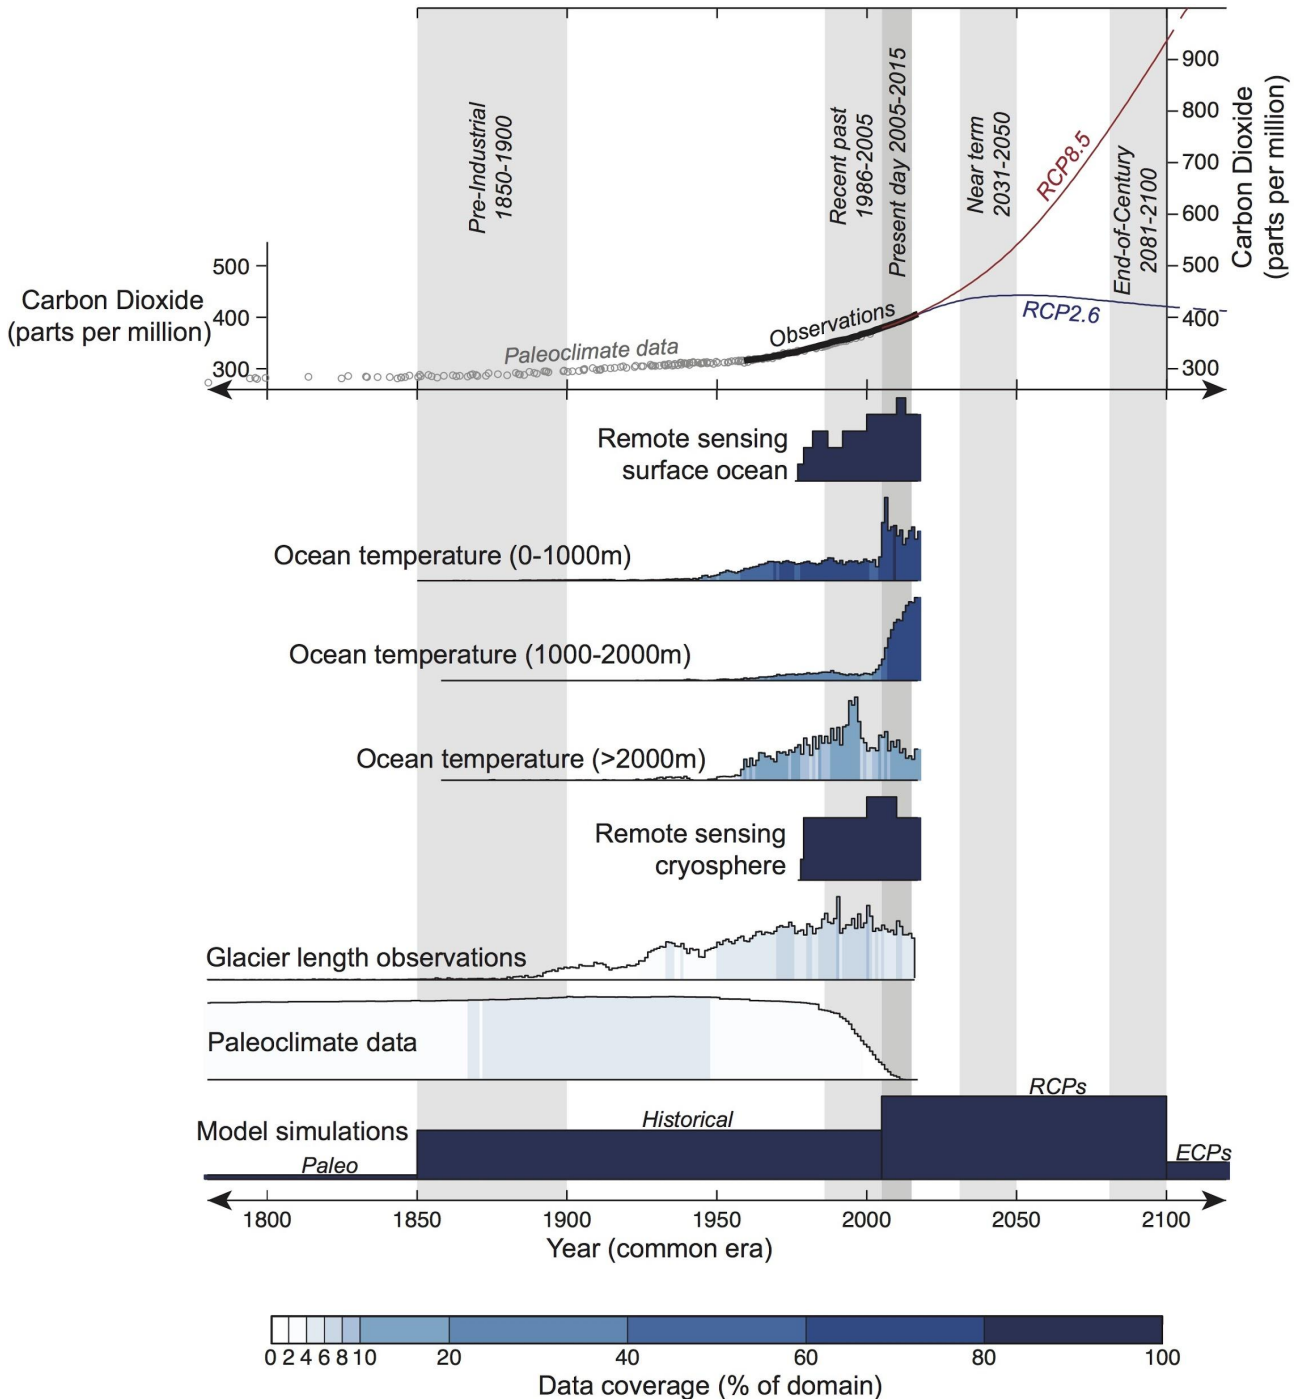 Pre-Industrial
1850-1900
Recent past
1986-2005
Present day 2005-2015
Near term
2031-2050
End-of-Century
2081-2100
RCP8.5
RCP2.6
Observations
Paleoclimate data
900
800
700
600
500
400
300
Carbon Dioxide
(parts per million)
500
400
300
Carbon Dioxide
(parts per million)
Remote sensing
surface ocean
Ocean temperature (0-1000m)
Ocean temperature (1000-2000m)
Ocean temperature (>2000m)
Remote sensing
cryosphere
Glacier length observations
Paleoclimate data
RCPs
Historical
Model simulations
Paleo
ECPs
1800 1850 1900 1950 2000 2050 2100
Year (common era)
0 2 4 6 8 10 20 40 60 80 100
Data coverage (% of domain)